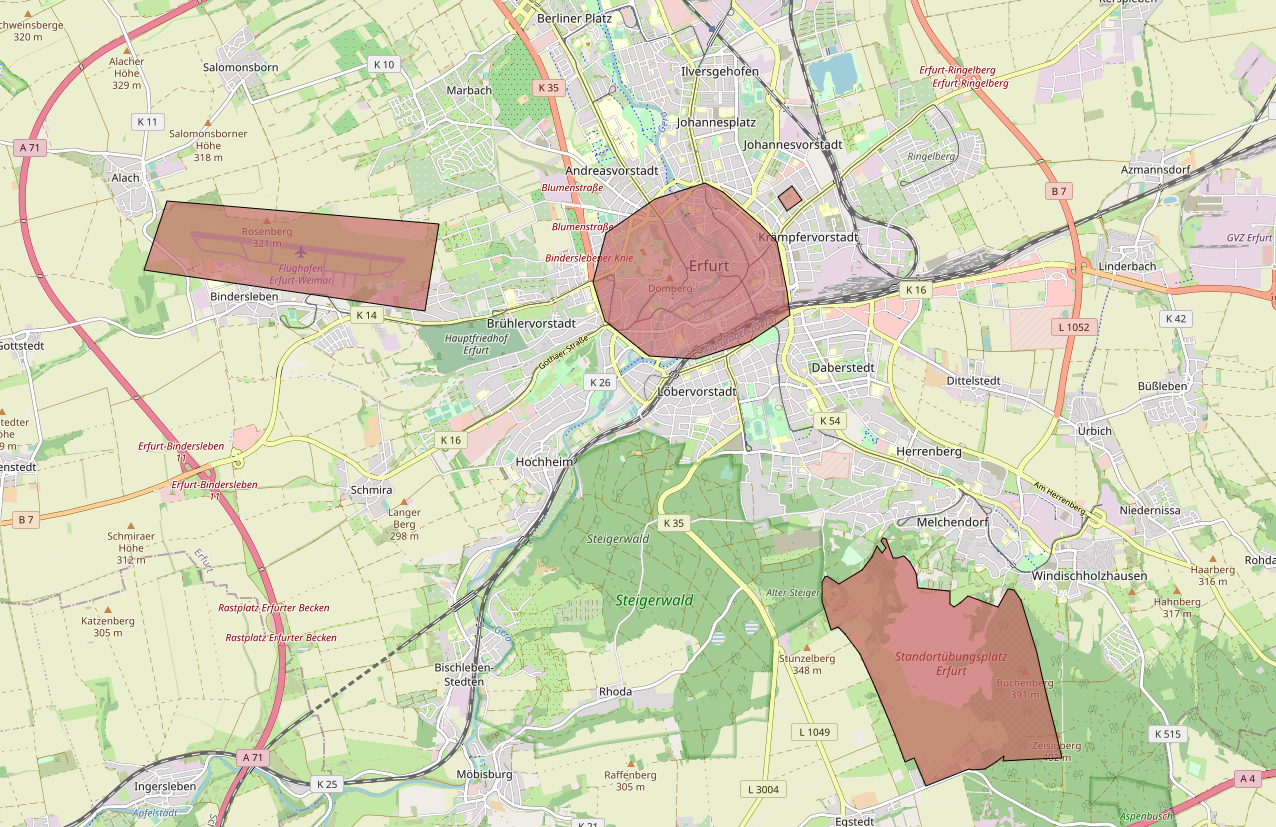 Berliner Platz
320 m
Alacher
Höhe
329 m
Salomonsborn
K 10
Marbach
K 35
Ilversgehofen
Erfurt-Ringelberg
Erfurt-Ringelberg
K 11
Salomonsborner
Höhe
318 m
Gera
Johannesplatz
Johannesvorstadt
Ringelberg
A 71
Alach
Andreasvorstadt
Blumenstraße
Azmannsdorf
B 7
Rosenberg
321 m
Blumenstraße
Krämpfervorstadt
GVZ Erfurt
Flughafen
Erfurt-Weimar
Binderslebener Knie
Erfurt
Domberg
Linderbach
Bindersleben
K 14
K 16
Brühlervorstadt
L 1052
K 42
Gottstedt
Hauptfriedhof
Erfurt
Gothaer Straße
K 26
Löbervorstadt
Daberstedt
Dittelstedt
Büßleben
K 16
K 54
Urbich
Erfurt-Bindersleben
11
Hochheim
Herrenberg
Erfurt-Bindersleben
11
Schmira
Langer
Berg
298 m
Am Herrenberg
B 7
K 35
Melchendorf
Niedernissa
Schmiraer
Höhe
312 m
Erfurt
Steigerwald
Rohda
Haarberg
316 m
Windischholzhausen
Alter Steiger
Steigerwald
Katzenberg
305 m
Rastplatz Erfurter Becken
Rastplatz Erfurter Becken
Hahnberg
317 m
Gera
Bischleben-
Stedten
Stünzelberg
348 m
Standortübungsplatz
Erfurt
Buchenberg
391 m
Rhoda
L 1049
K 515
Zeisigberg
402 m
A 71
K 25
Möbisburg
Raffenberg
305 m
L 3004
A 4
Ingersleben
Apfelstädt
K 21
Egstedt
Aspenbusch